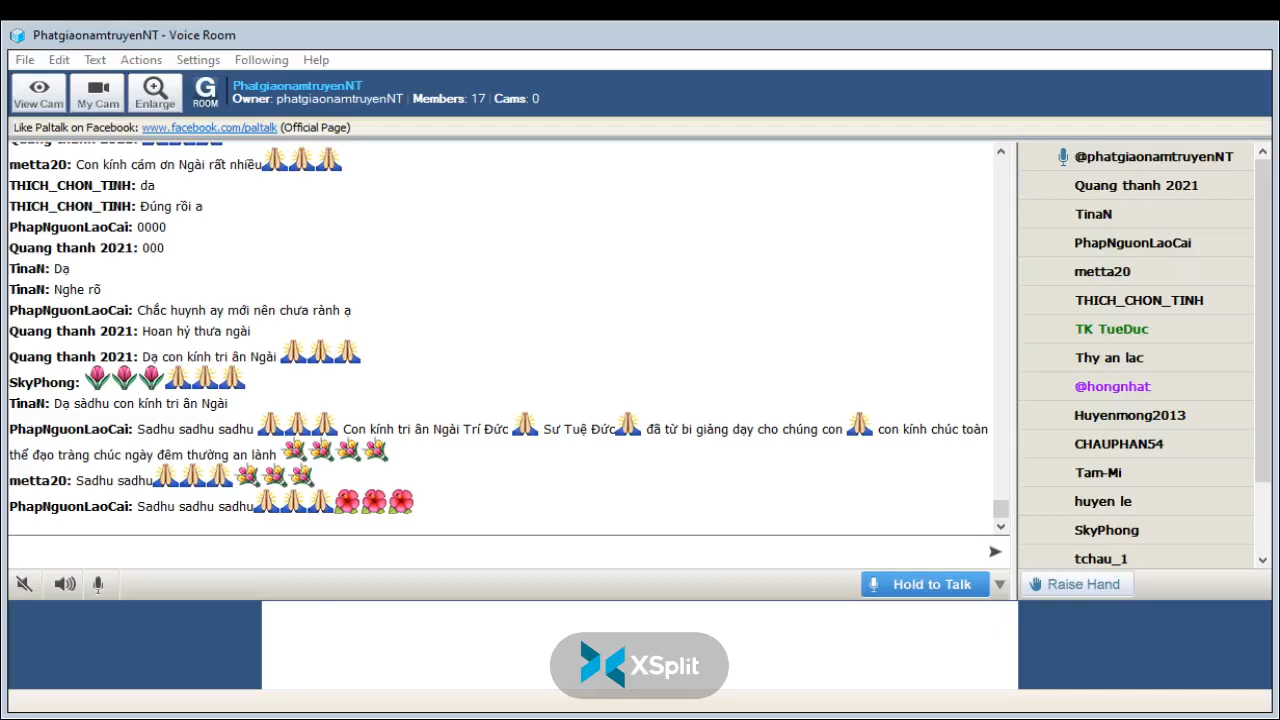 PhatgiaonamtruyenNT - Voice Room
File Edit Text Actions Settings Following Help
View Cam My Cam Enlarge G ROOM
PhatgiaonamtruyenNT
Owner: phatgiaonamtruyenNT | Members: 17 | Cams: 0
Like Paltalk on Facebook: www.facebook.com/paltalk (Official Page)
metta20: Con kính cám ơn Ngài rất nhiều
THICH_CHON_TINH: da
THICH_CHON_TINH: Đúng rồi a
PhapNguonLaoCai: 0000
Quang thanh 2021: 000
TinaN: Dạ
TinaN: Nghe rõ
PhapNguonLaoCai: Chắc huynh ay mới nên chưa rành ạ
Quang thanh 2021: Hoan hỷ thưa ngài
Quang thanh 2021: Dạ con kính tri ân Ngài
SkyPhong:
TinaN: Dạ sàdhu con kính tri ân Ngài
PhapNguonLaoCai: Sadhu sadhu sadhu Con kính tri ân Ngài Trí Đức Sư Tuệ Đức đã từ bi giảng dạy cho chúng con con kính chúc toàn
thể đạo tràng chúc ngày đêm thường an lành
metta20: Sadhu sadhu
PhapNguonLaoCai: Sadhu sadhu sadhu
@phatgiaonamtruyenNT
Quang thanh 2021
TinaN
PhapNguonLaoCai
metta20
THICH_CHON_TINH
TK TueDuc
Thy an lac
@hongnhat
Huyenmong2013
CHAUPHAN54
Tam-Mi
huyen le
SkyPhong
tchau_1
Hold to Talk
Raise Hand
XSplit